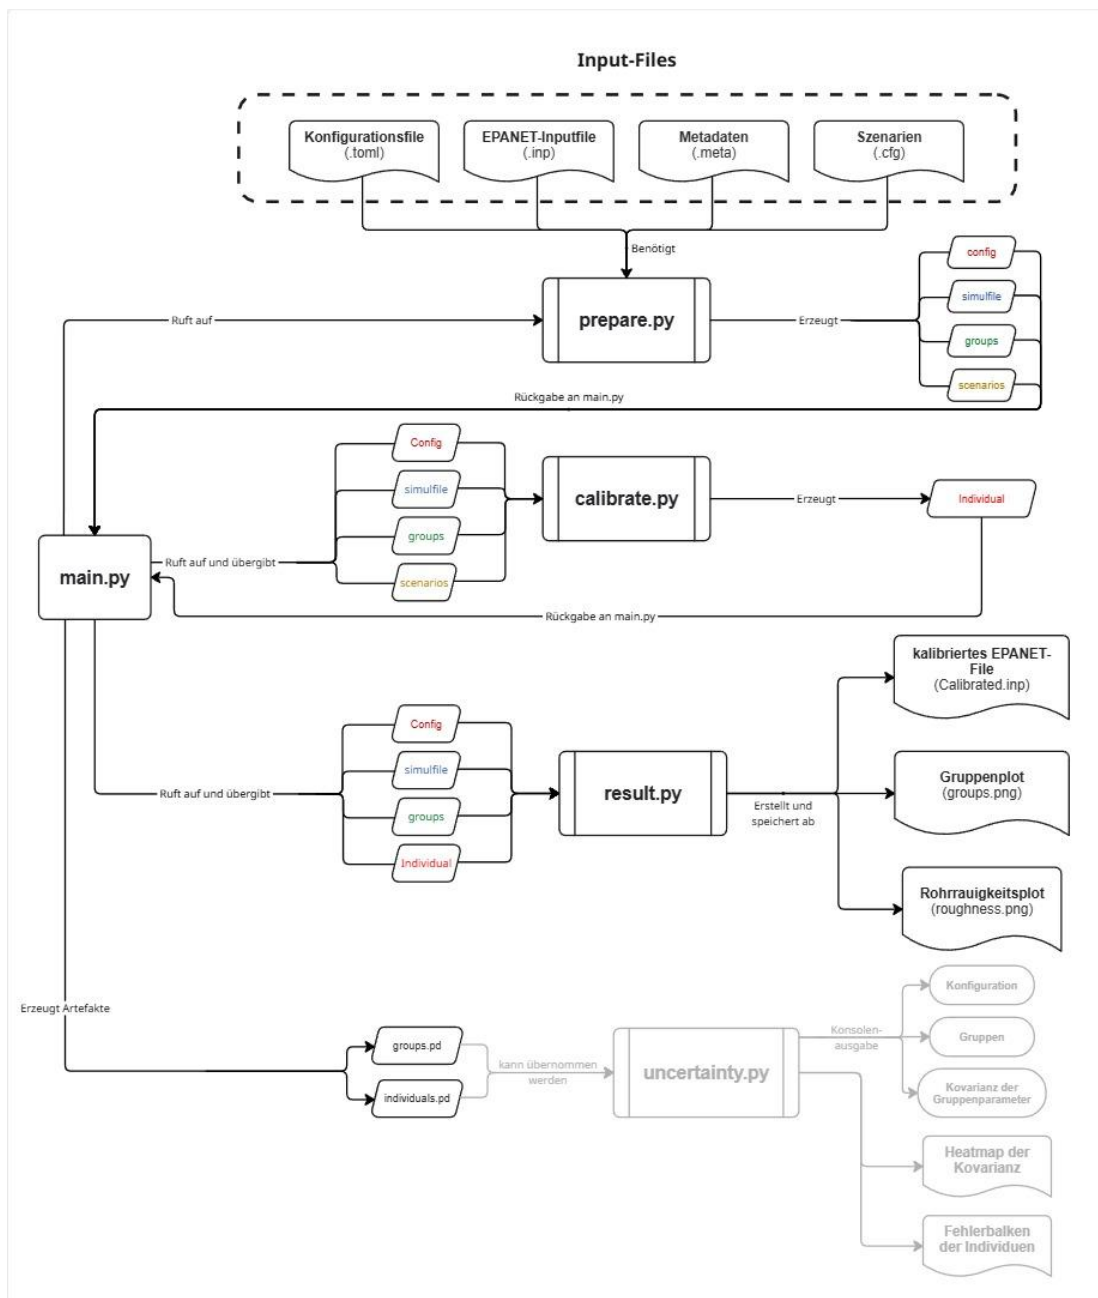 Input-Files
Konfigurationsfile
(.toml)
EPANET-Inputfile
(.inp)
Metadaten
(.meta)
Szenarien
(.cfg)
Benötigt
config
simulfile
groups
scenarios
Ruft auf
prepare.py
Erzeugt
Rückgabe an main.py
Config
simulfile
groups
scenarios
calibrate.py
Erzeugt
Individual
main.py
Ruft auf und übergibt
Rückgabe an main.py
kalibriertes EPANET-
File
(Calibrated.inp)
Config
simulfile
groups
Individual
Ruft auf und übergibt
result.py
Erstellt und
speichert ab
Gruppenplot
(groups.png)
Rohrrauigkeitsplot
(roughness.png)
Erzeugt Artefakte
groups.pd
individuals.pd
kann übernommen
werden
uncertainty.py
Konsolen-
ausgabe
Konfiguration
Gruppen
Kovarianz der
Gruppenparameter
Heatmap der
Kovarianz
Fehlerbalken
der Individuen